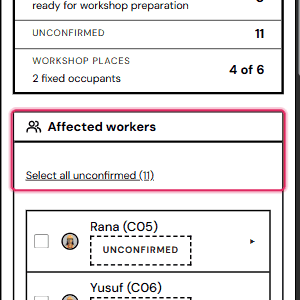 ready for workshop preparation
UNCONFIRMED 11
WORKSHOP PLACES
2 fixed occupants
4 of 6
Affected workers
Select all unconfirmed (11)
Rana (C05)
UNCONFIRMED
Yusuf (C06)